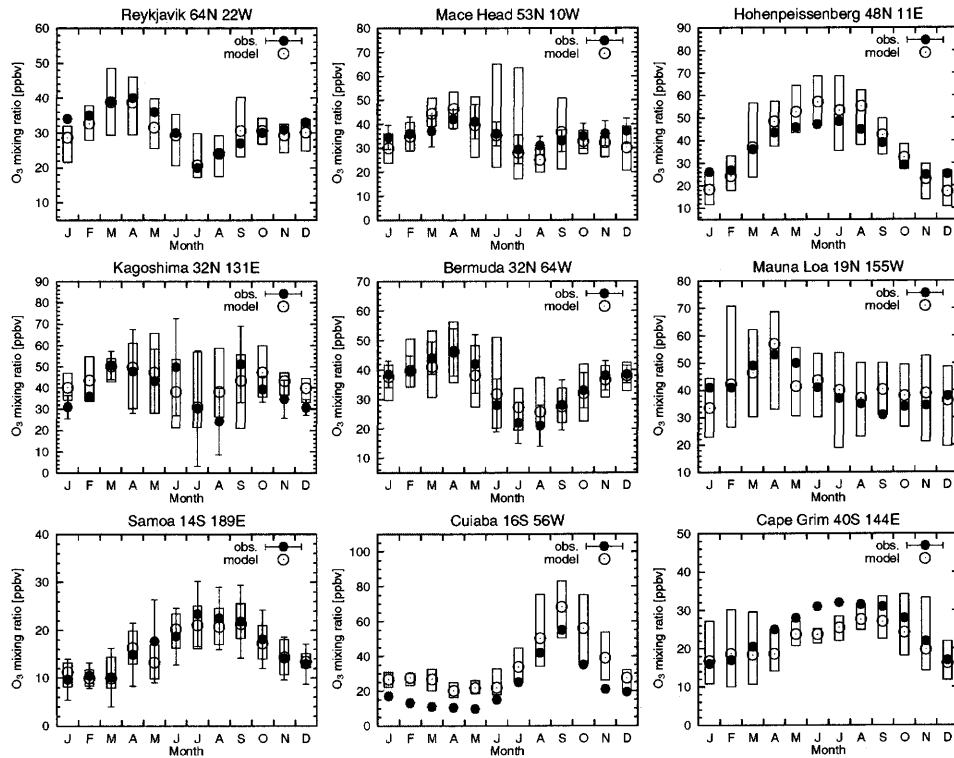 Reykjavik 64N 22W
O3 mixing ratio [ppbv]
60
50
40
30
20
10
obs.
model
J F M A M J J A S O N D
Month
Mace Head 53N 10W
O3 mixing ratio [ppbv]
80
70
60
50
40
30
20
10
0
obs.
model
J F M A M J J A S O N D
Month
Hohenpeissenberg 48N 11E
O3 mixing ratio [ppbv]
90
80
70
60
50
40
30
20
10
obs.
model
J F M A M J J A S O N D
Month
Kagoshima 32N 131E
O3 mixing ratio [ppbv]
90
80
70
60
50
40
30
20
10
0
obs.
model
J F M A M J J A S O N D
Month
Bermuda 32N 64W
O3 mixing ratio [ppbv]
70
60
50
40
30
20
10
obs.
model
J F M A M J J A S O N D
Month
Mauna Loa 19N 155W
O3 mixing ratio [ppbv]
80
70
60
50
40
30
20
10
obs.
model
J F M A M J J A S O N D
Month
Samoa 14S 189E
O3 mixing ratio [ppbv]
40
30
20
10
0
obs.
model
J F M A M J J A S O N D
Month
Cuiaba 16S 56W
O3 mixing ratio [ppbv]
100
80
60
40
20
0
obs.
model
J F M A M J J A S O N D
Month
Cape Grim 40S 144E
O3 mixing ratio [ppbv]
50
40
30
20
10
0
obs.
model
J F M A M J J A S O N D
Month